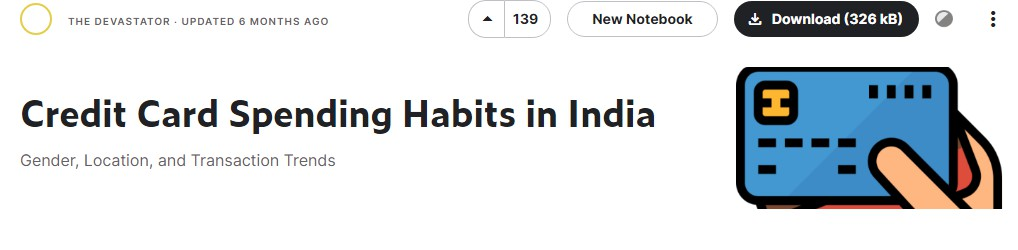 THE DEVASTATOR · UPDATED 6 MONTHS AGO
139
New Notebook
Download (326 kB)
Credit Card Spending Habits in India
Gender, Location, and Transaction Trends